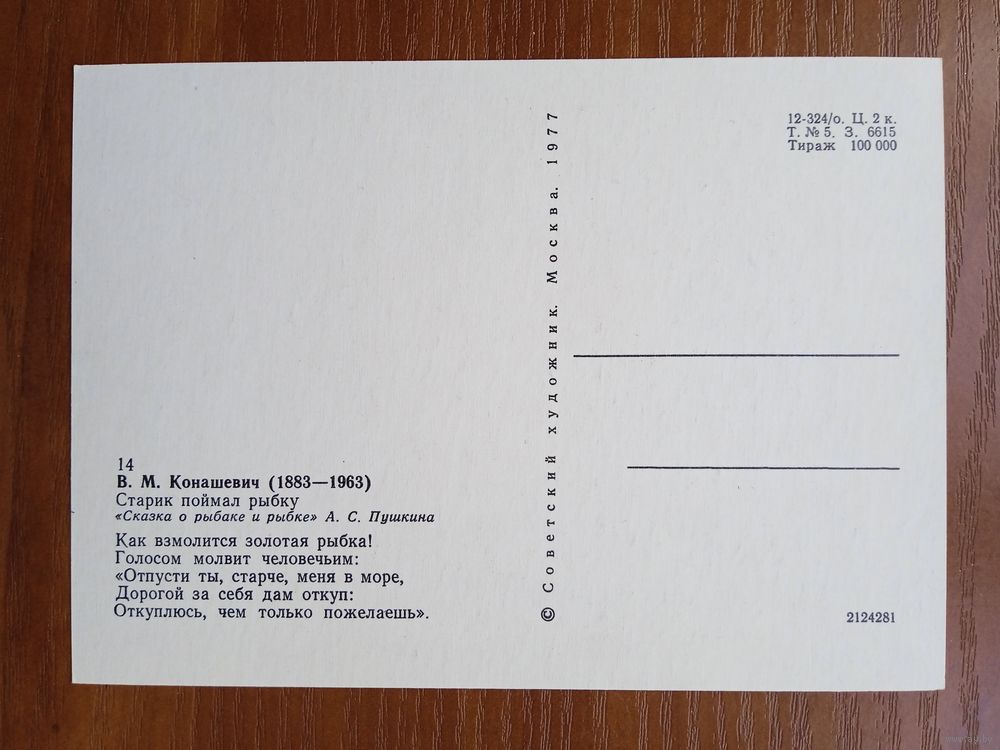 14
В. М. Конашевич (1883—1963)
Старик поймал рыбку
«Сказка о рыбаке и рыбке» А. С. Пушкина
Как взмолится золотая рыбка!
Голосом молвит человечьим:
«Отпусти ты, старче, меня в море,
Дорогой за себя дам откуп:
Откуплюсь, чем только пожелаешь».
© Советский художник. Москва. 1977
12-324/о. Ц. 2 к.
Т. № 5. З. 6615
Тираж 100 000
2124281